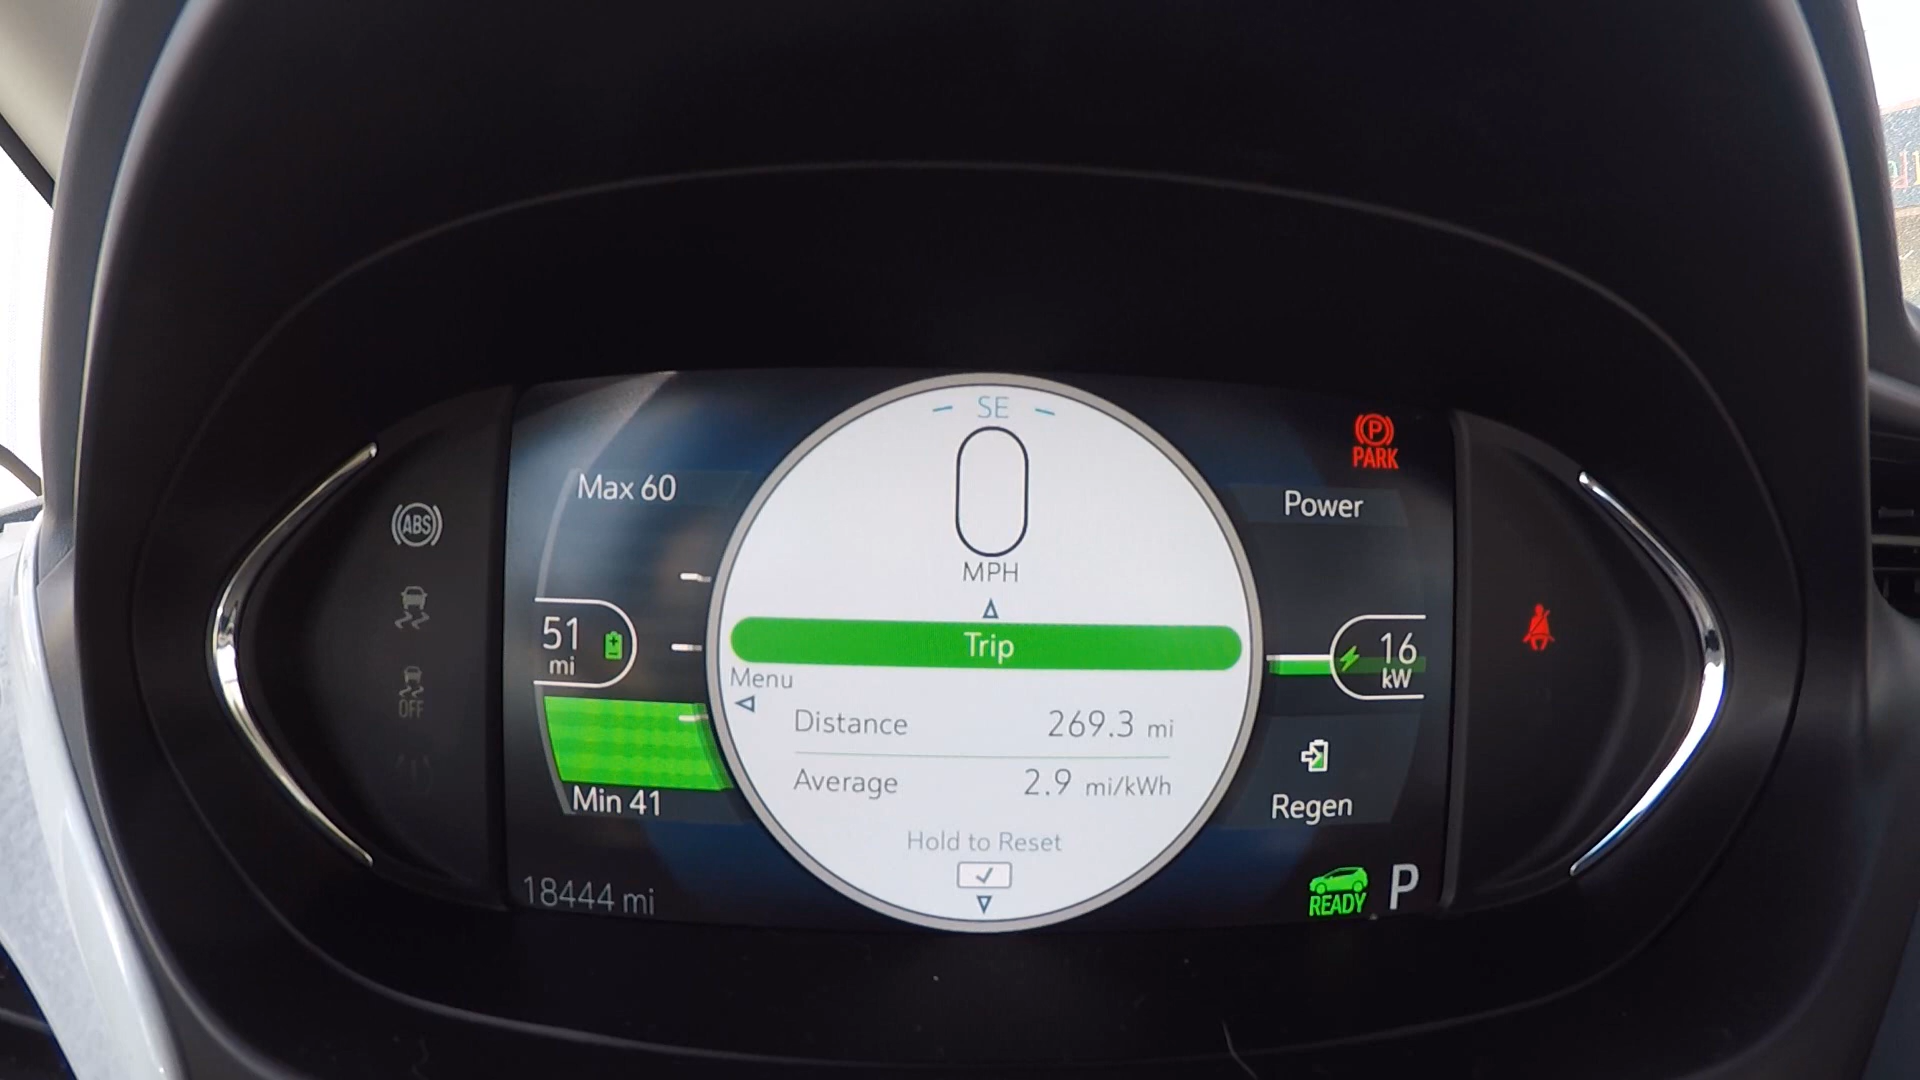 SE
0
MPH
PARK
Max 60
Power
ABS
51
mi
Trip
16
kW
Menu
OFF
Distance 269.3 mi
Average 2.9 mi/kWh
Min 41
Regen
Hold to Reset
18444 mi
READY P